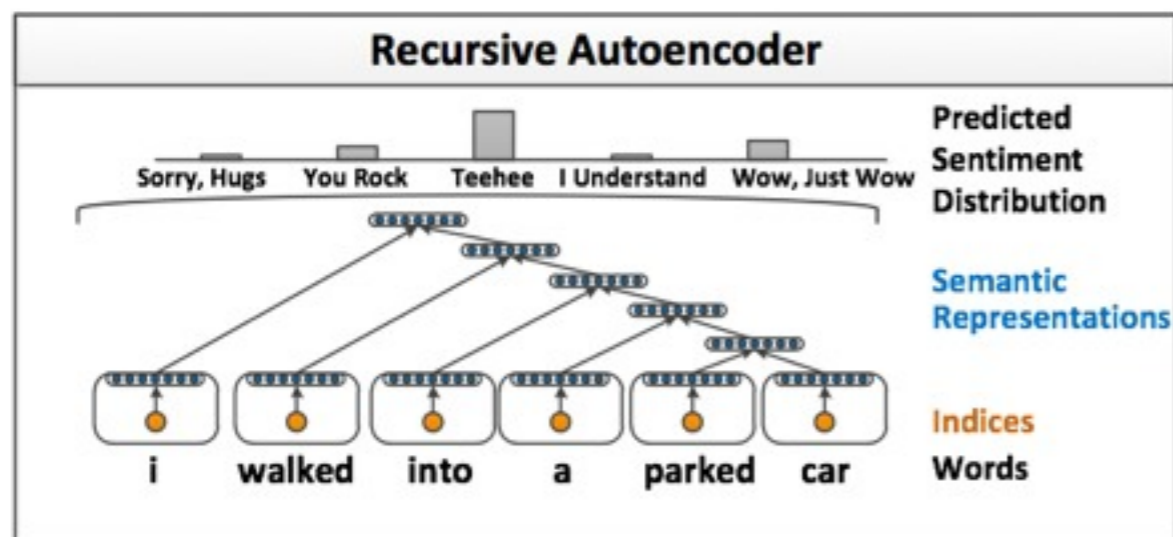 Recursive Autoencoder
Predicted
Sentiment
Distribution
Sorry, Hugs You Rock Teehee I Understand Wow, Just Wow
Semantic
Representations
Indices
i walked into a parked car Words